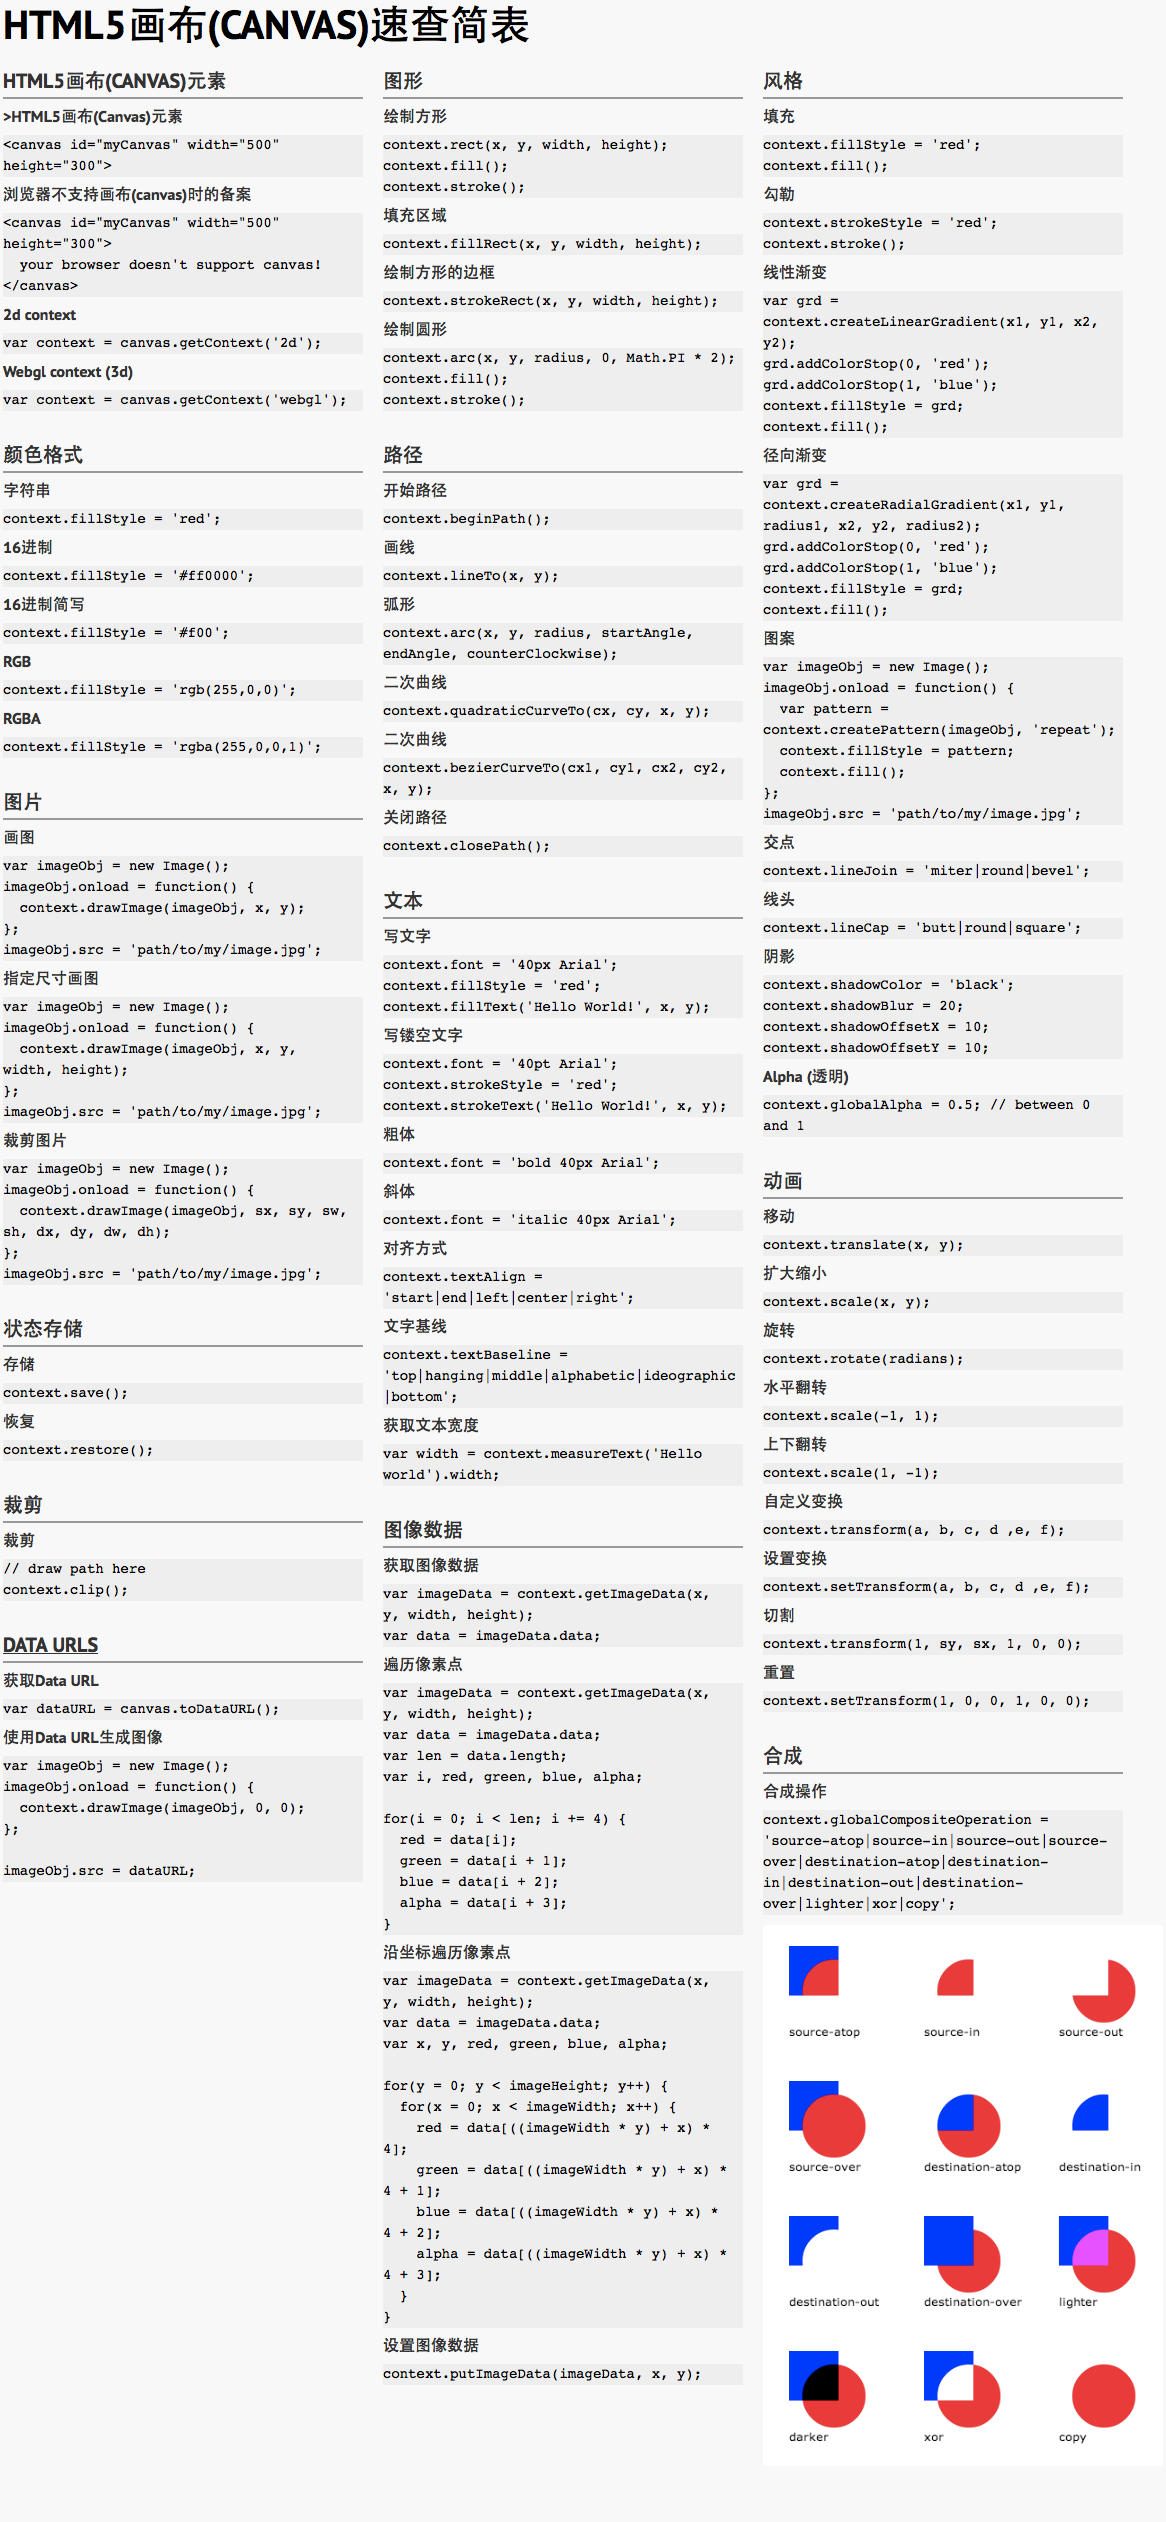 HTML5画布(CANVAS)速查简表
HTML5画布(CANVAS)元素
>HTML5画布(Canvas)元素
<canvas id="myCanvas" width="500"
height="300">
浏览器不支持画布(canvas)时的备案
<canvas id="myCanvas" width="500"
height="300">
  your browser doesn't support canvas!
</canvas>
2d context
var context = canvas.getContext('2d');
Webgl context (3d)
var context = canvas.getContext('webgl');
颜色格式
字符串
context.fillStyle = 'red';
16进制
context.fillStyle = '#ff0000';
16进制简写
context.fillStyle = '#f00';
RGB
context.fillStyle = 'rgb(255,0,0)';
RGBA
context.fillStyle = 'rgba(255,0,0,1)';
图片
画图
var imageObj = new Image();
imageObj.onload = function() {
  context.drawImage(imageObj, x, y);
};
imageObj.src = 'path/to/my/image.jpg';
指定尺寸画图
var imageObj = new Image();
imageObj.onload = function() {
  context.drawImage(imageObj, x, y,
width, height);
};
imageObj.src = 'path/to/my/image.jpg';
裁剪图片
var imageObj = new Image();
imageObj.onload = function() {
  context.drawImage(imageObj, sx, sy, sw,
sh, dx, dy, dw, dh);
};
imageObj.src = 'path/to/my/image.jpg';
状态存储
存储
context.save();
恢复
context.restore();
裁剪
裁剪
// draw path here
context.clip();
DATA URLS
获取Data URL
var dataURL = canvas.toDataURL();
使用Data URL生成图像
var imageObj = new Image();
imageObj.onload = function() {
  context.drawImage(imageObj, 0, 0);
};
imageObj.src = dataURL;
图形
绘制方形
context.rect(x, y, width, height);
context.fill();
context.stroke();
填充区域
context.fillRect(x, y, width, height);
绘制方形的边框
context.strokeRect(x, y, width, height);
绘制圆形
context.arc(x, y, radius, 0, Math.PI * 2);
context.fill();
context.stroke();
路径
开始路径
context.beginPath();
画线
context.lineTo(x, y);
弧形
context.arc(x, y, radius, startAngle,
endAngle, counterClockwise);
二次曲线
context.quadraticCurveTo(cx, cy, x, y);
二次曲线
context.bezierCurveTo(cx1, cy1, cx2, cy2,
x, y);
关闭路径
context.closePath();
文本
写文字
context.font = '40px Arial';
context.fillStyle = 'red';
context.fillText('Hello World!', x, y);
写镂空文字
context.font = '40pt Arial';
context.strokeStyle = 'red';
context.strokeText('Hello World!', x, y);
粗体
context.font = 'bold 40px Arial';
斜体
context.font = 'italic 40px Arial';
对齐方式
context.textAlign =
'start|end|left|center|right';
文字基线
context.textBaseline =
'top|hanging|middle|alphabetic|ideographic
|bottom';
获取文本宽度
var width = context.measureText('Hello
world').width;
图像数据
获取图像数据
var imageData = context.getImageData(x,
y, width, height);
var data = imageData.data;
遍历像素点
var imageData = context.getImageData(x,
y, width, height);
var data = imageData.data;
var len = data.length;
var i, red, green, blue, alpha;
for(i = 0; i < len; i += 4) {
  red = data[i];
  green = data[i + 1];
  blue = data[i + 2];
  alpha = data[i + 3];
}
沿坐标遍历像素点
var imageData = context.getImageData(x,
y, width, height);
var data = imageData.data;
var x, y, red, green, blue, alpha;
for(y = 0; y < imageHeight; y++) {
  for(x = 0; x < imageWidth; x++) {
    red = data[((imageWidth * y) + x) *
4];
    green = data[((imageWidth * y) + x) *
4 + 1];
    blue = data[((imageWidth * y) + x) *
4 + 2];
    alpha = data[((imageWidth * y) + x) *
4 + 3];
  }
}
设置图像数据
context.putImageData(imageData, x, y);
风格
填充
context.fillStyle = 'red';
context.fill();
勾勒
context.strokeStyle = 'red';
context.stroke();
线性渐变
var grd =
context.createLinearGradient(x1, y1, x2,
y2);
grd.addColorStop(0, 'red');
grd.addColorStop(1, 'blue');
context.fillStyle = grd;
context.fill();
径向渐变
var grd =
context.createRadialGradient(x1, y1,
radius1, x2, y2, radius2);
grd.addColorStop(0, 'red');
grd.addColorStop(1, 'blue');
context.fillStyle = grd;
context.fill();
图案
var imageObj = new Image();
imageObj.onload = function() {
  var pattern =
context.createPattern(imageObj, 'repeat');
  context.fillStyle = pattern;
  context.fill();
};
imageObj.src = 'path/to/my/image.jpg';
交点
context.lineJoin = 'miter|round|bevel';
线头
context.lineCap = 'butt|round|square';
阴影
context.shadowColor = 'black';
context.shadowBlur = 20;
context.shadowOffsetX = 10;
context.shadowOffsetY = 10;
Alpha (透明)
context.globalAlpha = 0.5; // between 0
and 1
动画
移动
context.translate(x, y);
扩大缩小
context.scale(x, y);
旋转
context.rotate(radians);
水平翻转
context.scale(-1, 1);
上下翻转
context.scale(1, -1);
自定义变换
context.transform(a, b, c, d ,e, f);
设置变换
context.setTransform(a, b, c, d ,e, f);
切割
context.transform(1, sy, sx, 1, 0, 0);
重置
context.setTransform(1, 0, 0, 1, 0, 0);
合成
合成操作
context.globalCompositeOperation =
'source-atop|source-in|source-out|source-
over|destination-atop|destination-
in|destination-out|destination-
over|lighter|xor|copy';
source-atop
source-in
source-out
source-over
destination-atop
destination-in
destination-out
destination-over
lighter
darker
xor
copy